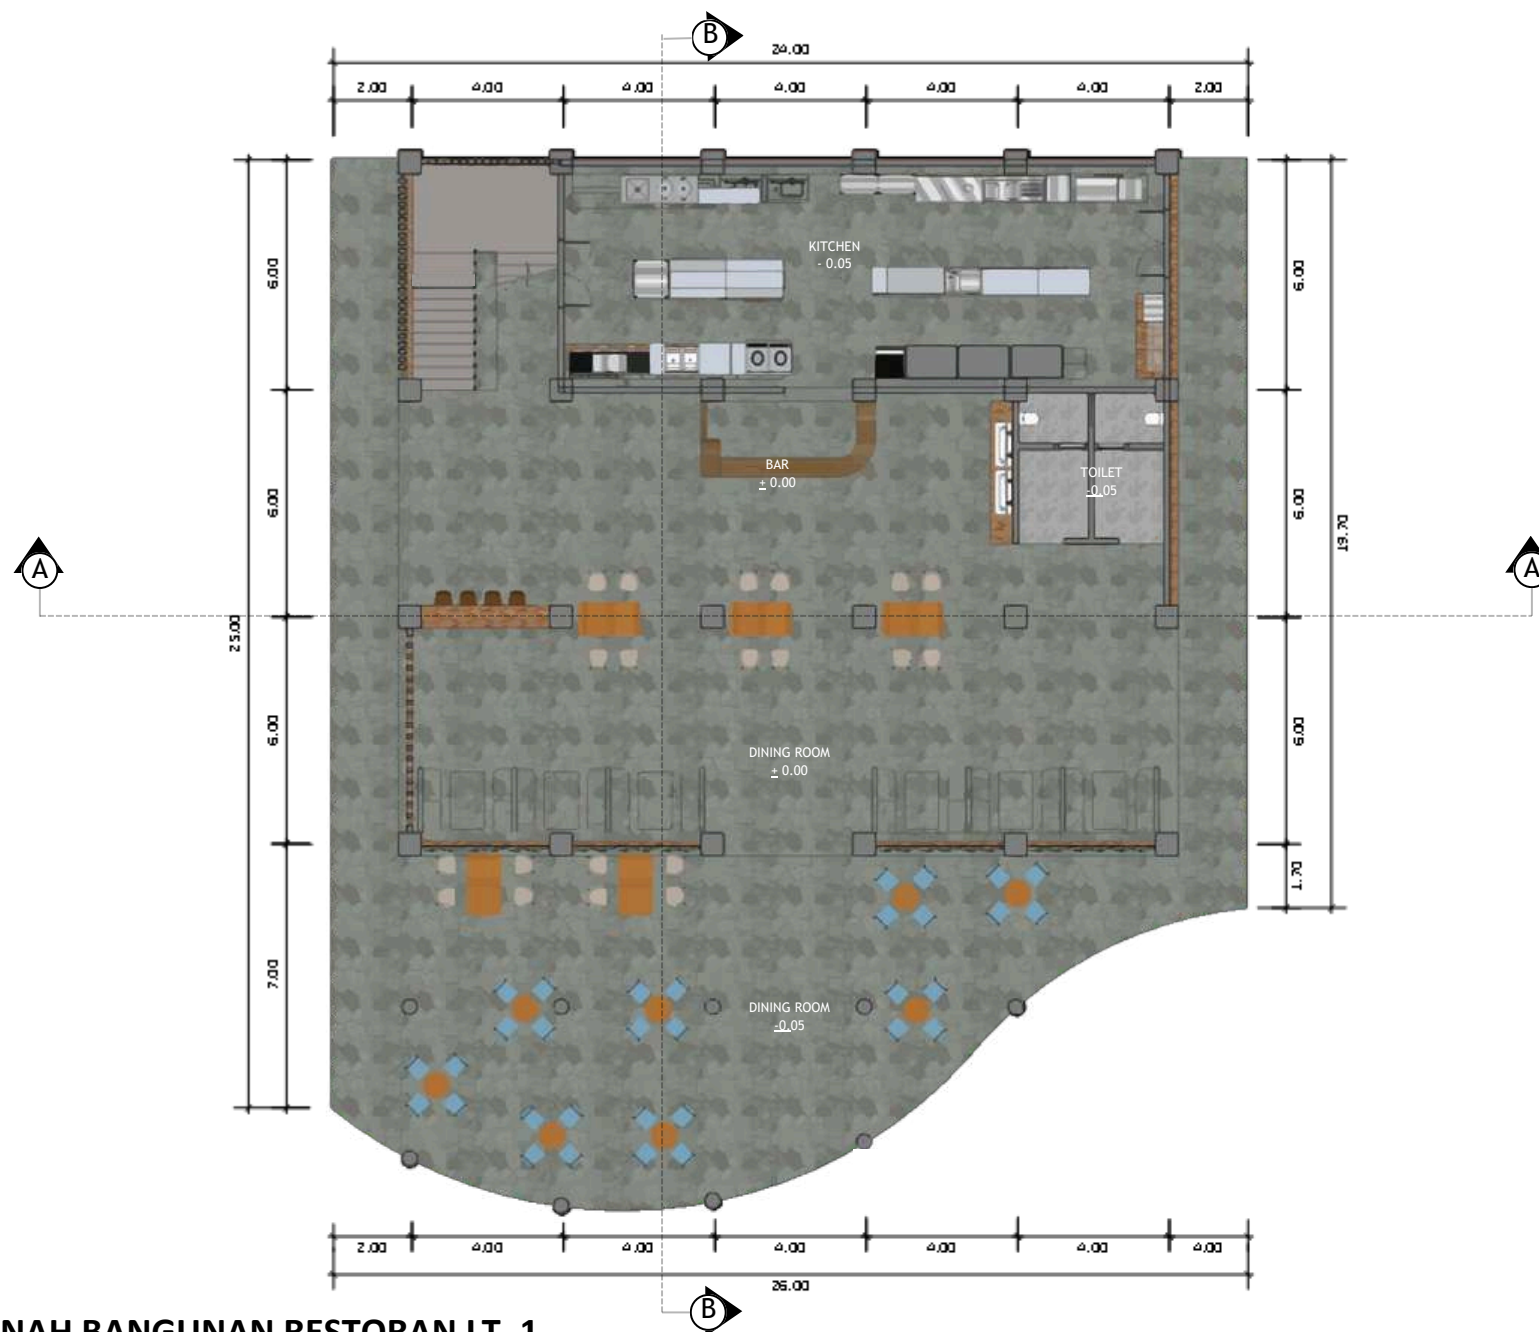 B
24.00
2.00 4.00 4.00 4.00 4.00 4.00 2.00
KITCHEN
- 0.05
6.00
6.00
BAR
± 0.00
TOILET
-0.05
6.00
6.00
19.70
A
A
25.00
6.00
6.00
DINING ROOM
± 0.00
1.70
7.00
DINING ROOM
-0.05
2.00 4.00 4.00 4.00 4.00 4.00 4.00
26.00
B
NAH BANGUNAN RESTORAN LT. 1